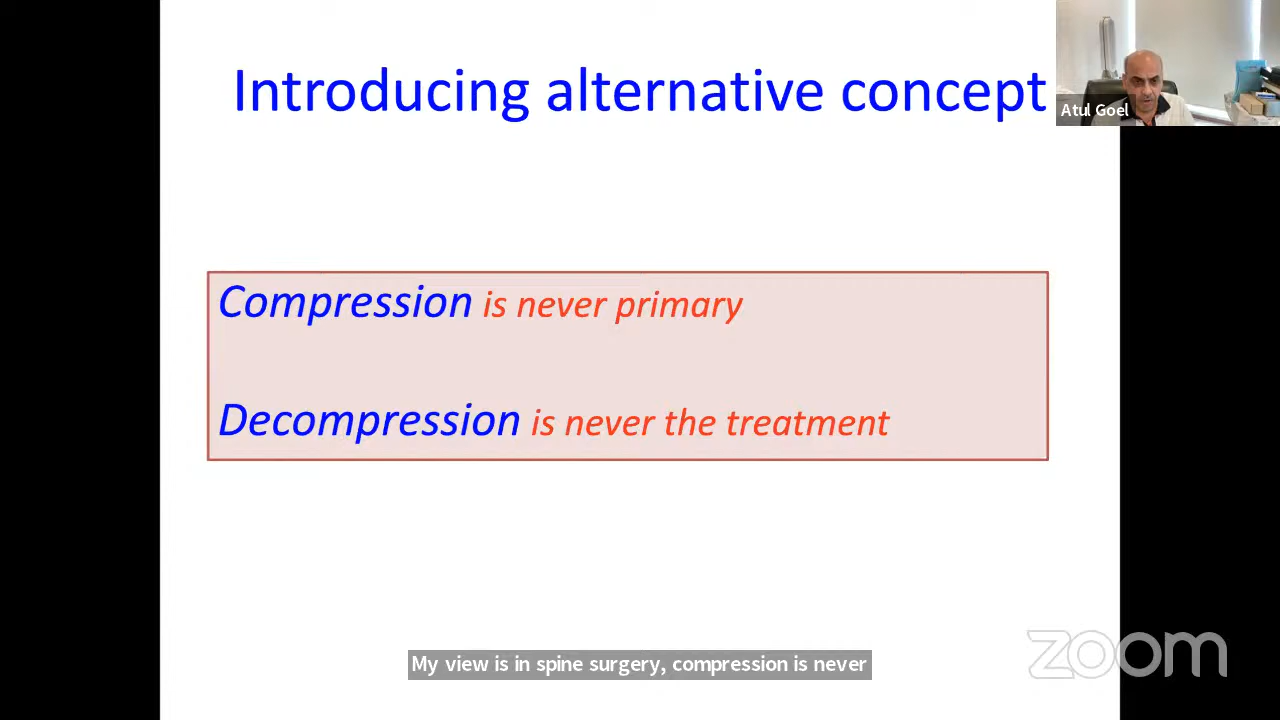 Introducing alternative concept
Atul Goel
Compression is never primary
Decompression is never the treatment
My view is in spine surgery, compression is never
zoom